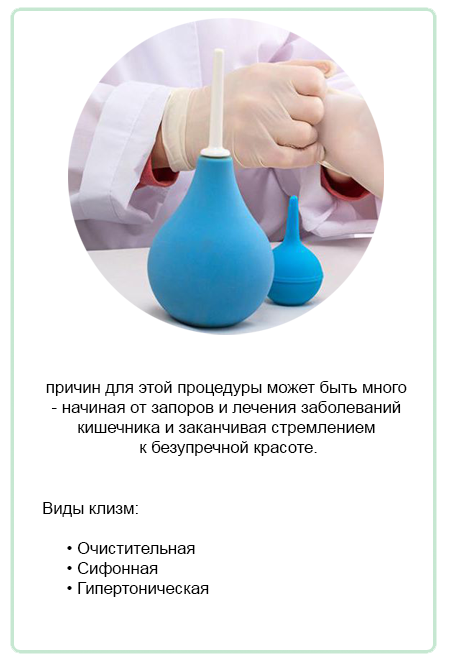 причин для этой процедуры может быть много
- начиная от запоров и лечения заболеваний
кишечника и заканчивая стремлением
к безупречной красоте.
Виды клизм:
• Очистительная
• Сифонная
• Гипертоническая